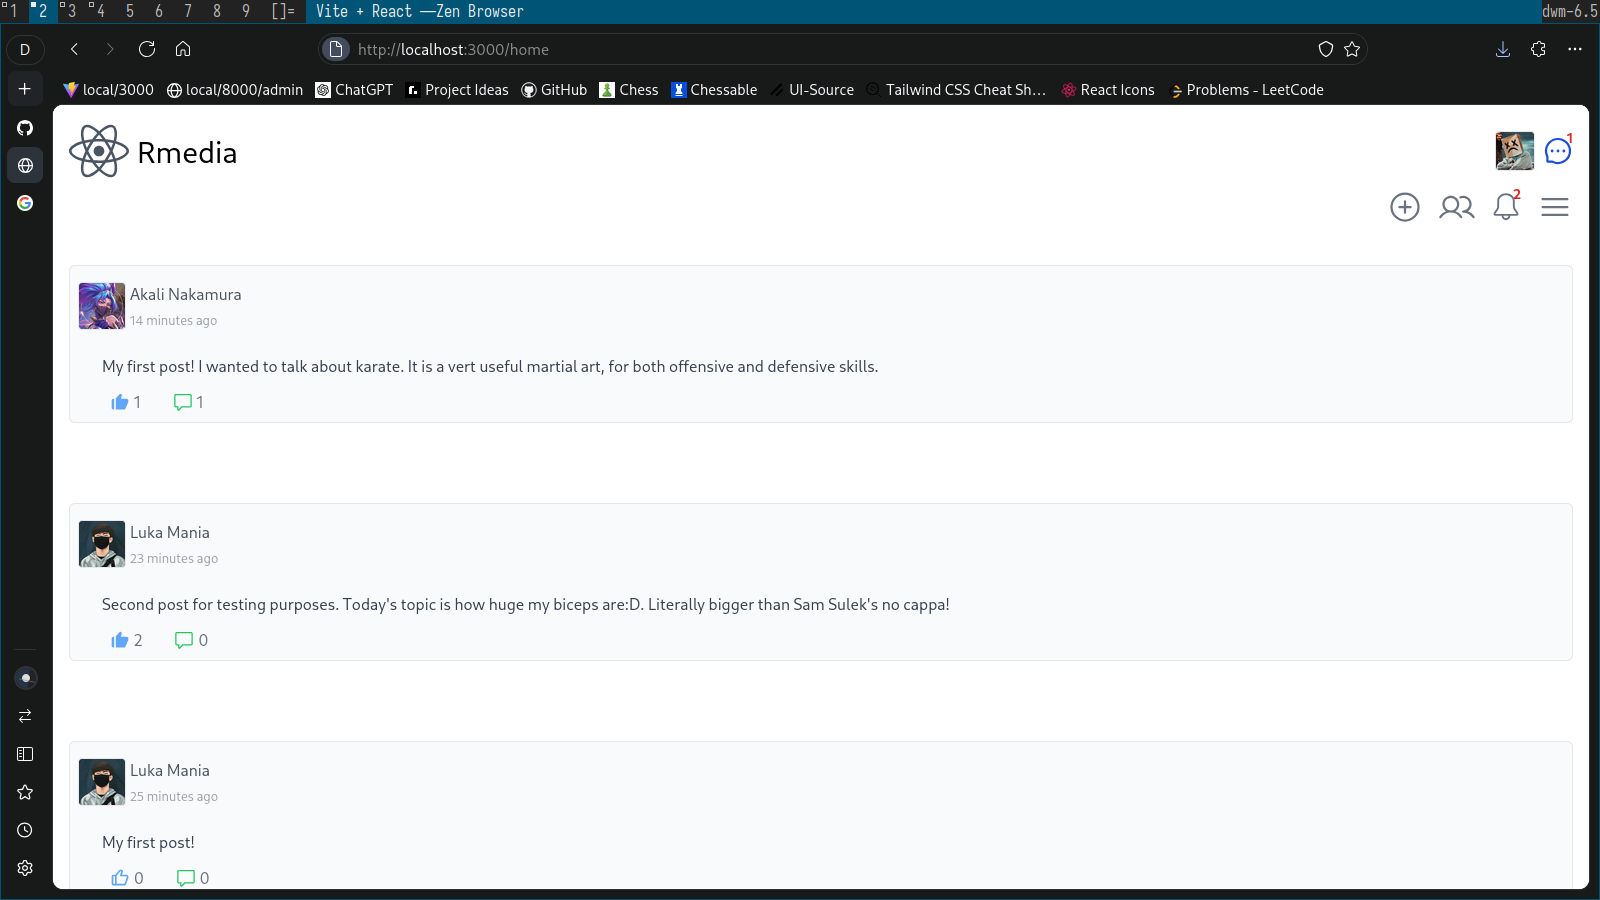 1 2 3 4 5 6 7 8 9 []= Vite + React —Zen Browser dwm-6.5
D http://localhost:3000/home
local/3000 local/8000/admin ChatGPT Project Ideas GitHub Chess Chessable UI-Source Tailwind CSS Cheat Sh… React Icons Problems - LeetCode
Rmedia 1
2
Akali Nakamura
14 minutes ago
My first post! I wanted to talk about karate. It is a vert useful martial art, for both offensive and defensive skills.
1 1
Luka Mania
23 minutes ago
Second post for testing purposes. Today's topic is how huge my biceps are:D. Literally bigger than Sam Sulek's no cappa!
2 0
Luka Mania
25 minutes ago
My first post!
0 0